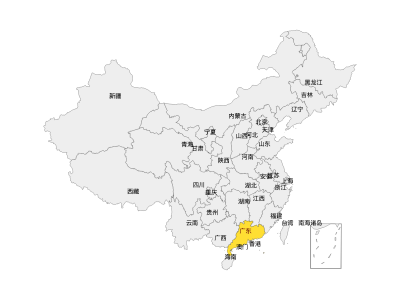 黑龙江
吉林
新疆
辽宁
内蒙古
北京
天津
宁夏
山西
河北
青海
甘肃
山东
陕西
河南
江苏
安徽
上海
西藏
四川
重庆
湖北
浙江
湖南
江西
贵州
福建
云南
台湾
南海诸岛
广西
广东
香港
澳门
海南